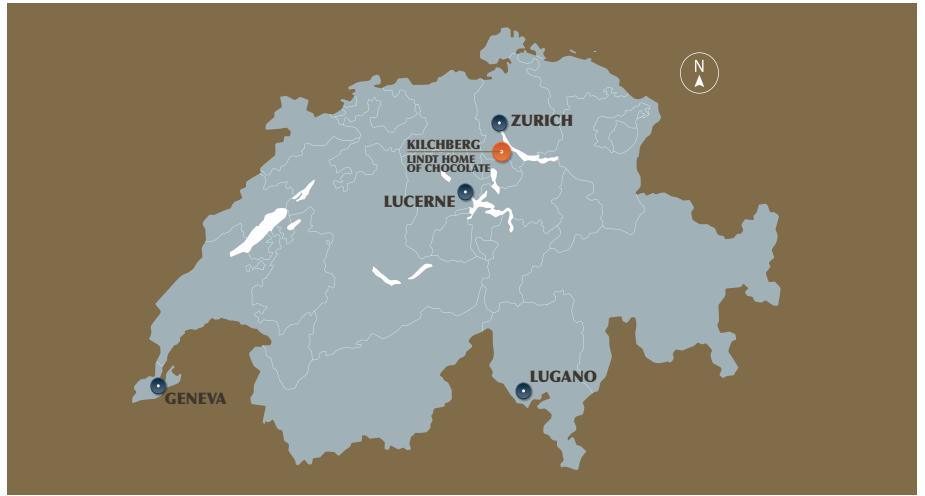 N
ZURICH
KILCHBERG
LINDT HOME
OF CHOCOLATE
LUCERNE
LUGANO
GENEVA